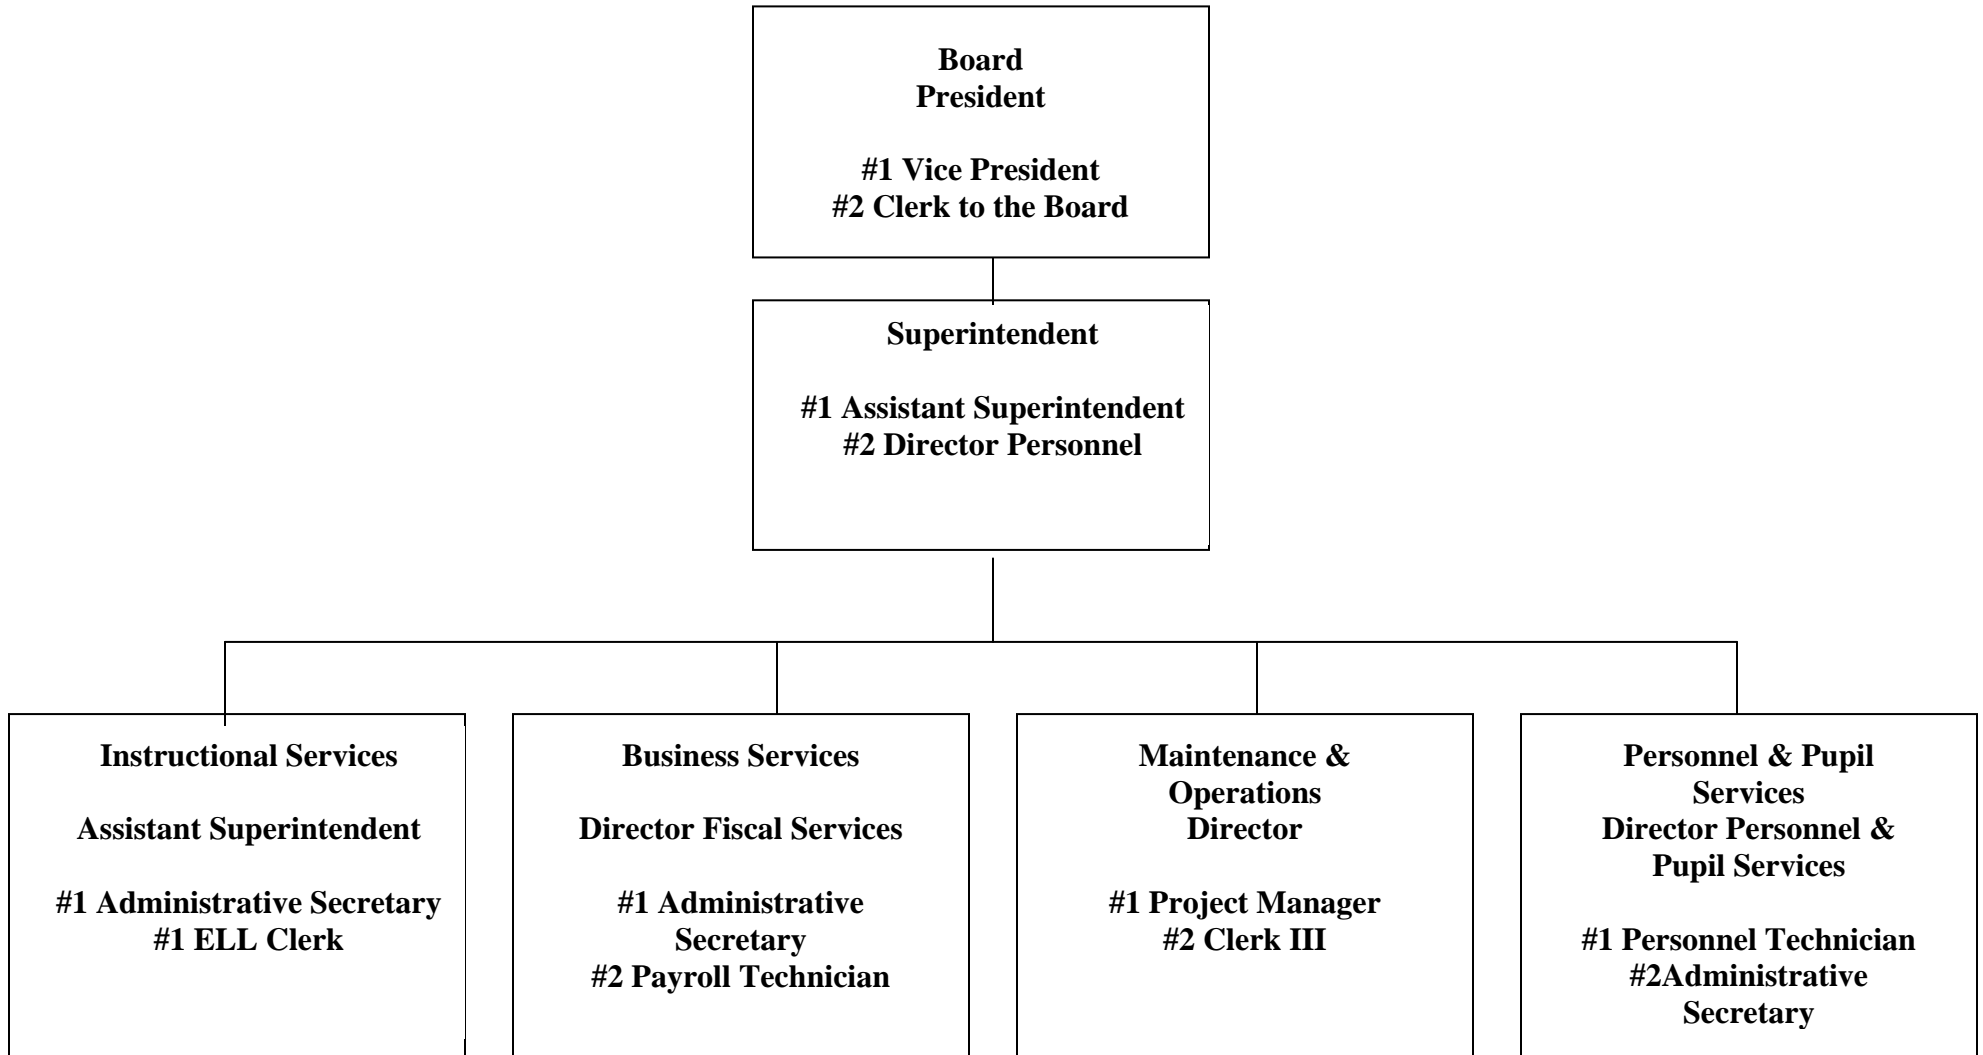 Board
President
#1 Vice President
#2 Clerk to the Board
Superintendent
#1 Assistant Superintendent
#2 Director Personnel
Instructional Services
Assistant Superintendent
#1 Administrative Secretary
#1 ELL Clerk
Business Services
Director Fiscal Services
#1 Administrative
Secretary
#2 Payroll Technician
Maintenance &
Operations
Director
#1 Project Manager
#2 Clerk III
Personnel & Pupil
Services
Director Personnel &
Pupil Services
#1 Personnel Technician
#2Administrative
Secretary